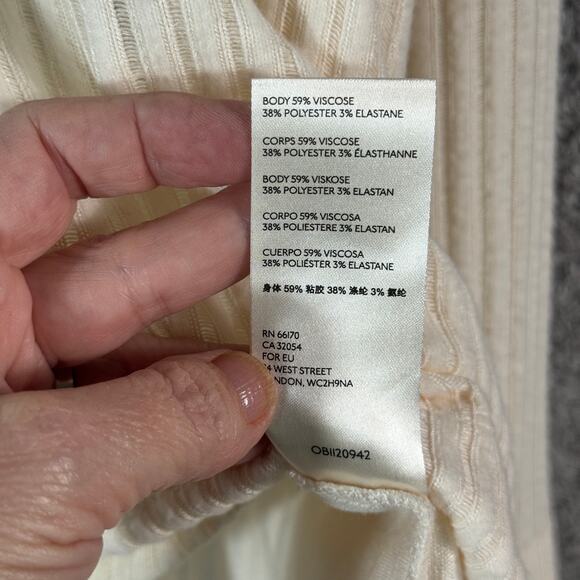 BODY 59% VISCOSE
38% POLYESTER 3% ELASTANE
CORPS 59% VISCOSE
38% POLYESTER 3% ÉLASTHANNE
BODY 59% VISKOSE
38% POLYESTER 3% ELASTAN
CORPO 59% VISCOSA
38% POLIESTERE 3% ELASTAN
CUERPO 59% VISCOSA
38% POLIÉSTER 3% ELASTANE
身体 59% 粘胶 38% 涤纶 3% 氨纶
RN 66170
CA 32054
FOR EU
WEST STREET
WC2H9NA
OB1120942